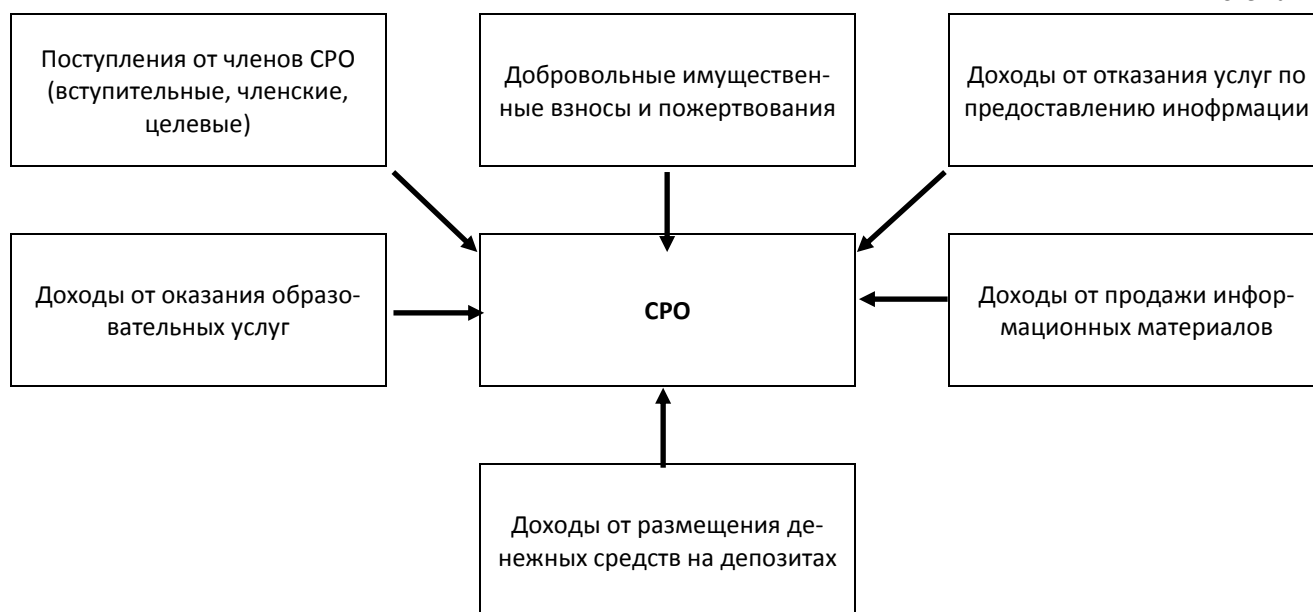 Поступления от членов СРО
(вступительные, членские,
целевые)
Добровольные имуществен-
ные взносы и пожертвования
Доходы от отказания услуг по
предоставлению инофрмации
Доходы от оказания образо-
вательных услуг
СРО
Доходы от продажи инфор-
мационных материалов
Доходы от размещения де-
нежных средств на депозитах